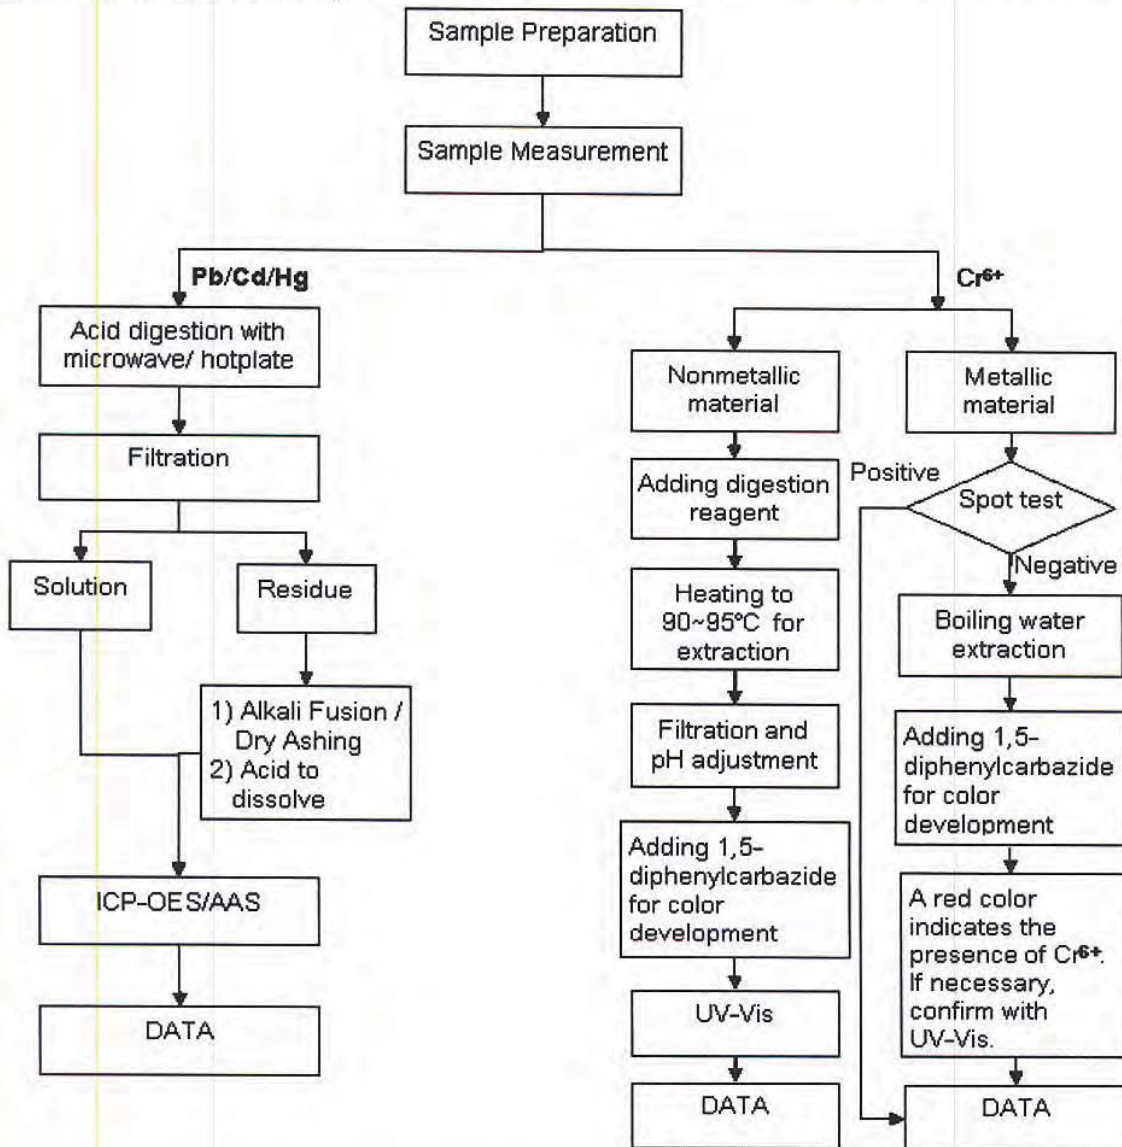 Sample Preparation
Sample Measurement
Pb/Cd/Hg
Acid digestion with
microwave/ hotplate
Filtration
Solution
Residue
1) Alkali Fusion /
Dry Ashing
2) Acid to
dissolve
ICP-OES/AAS
DATA
Cr6+
Nonmetallic
material
Adding digestion
reagent
Heating to
90~95°C for
extraction
Filtration and
pH adjustment
Adding 1,5-
diphenylcarbazide
for color
development
UV-Vis
DATA
Metallic
material
Positive
Spot test
Negative
Boiling water
extraction
Adding 1,5-
diphenylcarbazide
for color
development
A red color
indicates the
presence of Cr6+.
If necessary,
confirm with
UV-Vis.
DATA